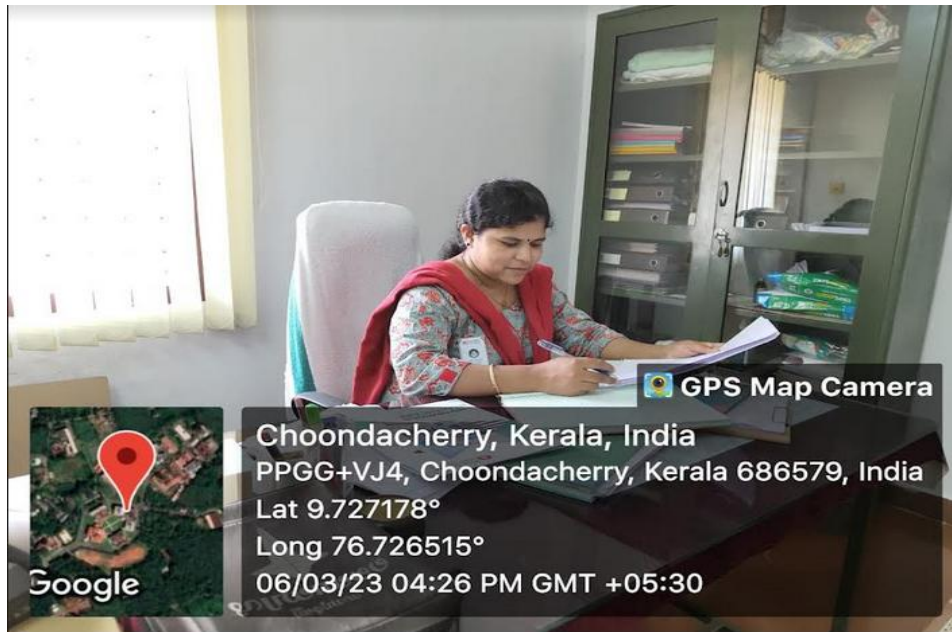 GPS Map Camera
Choondacherry, Kerala, India
PPGG+VJ4, Choondacherry, Kerala 686579, India
Lat 9.727178°
Long 76.726515°
06/03/23 04:26 PM GMT +05:30
Google